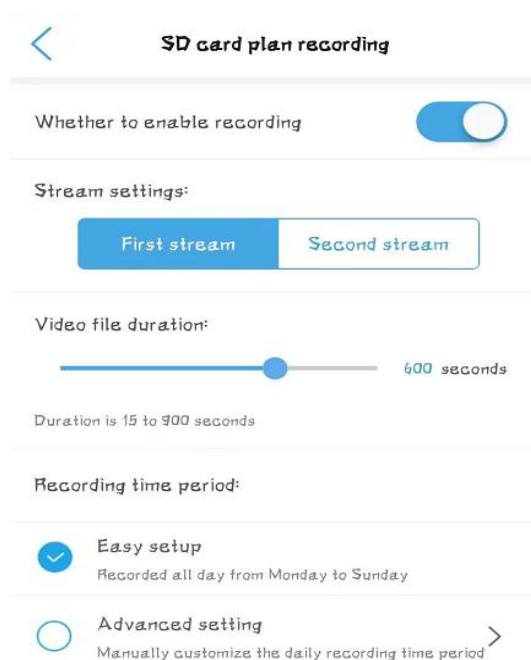 SD card plan recording
Whether to enable recording
Stream settings:
First stream
Second stream
Video file duration:
600 seconds
Duration is 15 to 900 seconds
Recording time period:
Easy setup
Recorded all day from Monday to Sunday
Advanced setting
Manually customize the daily recording time period